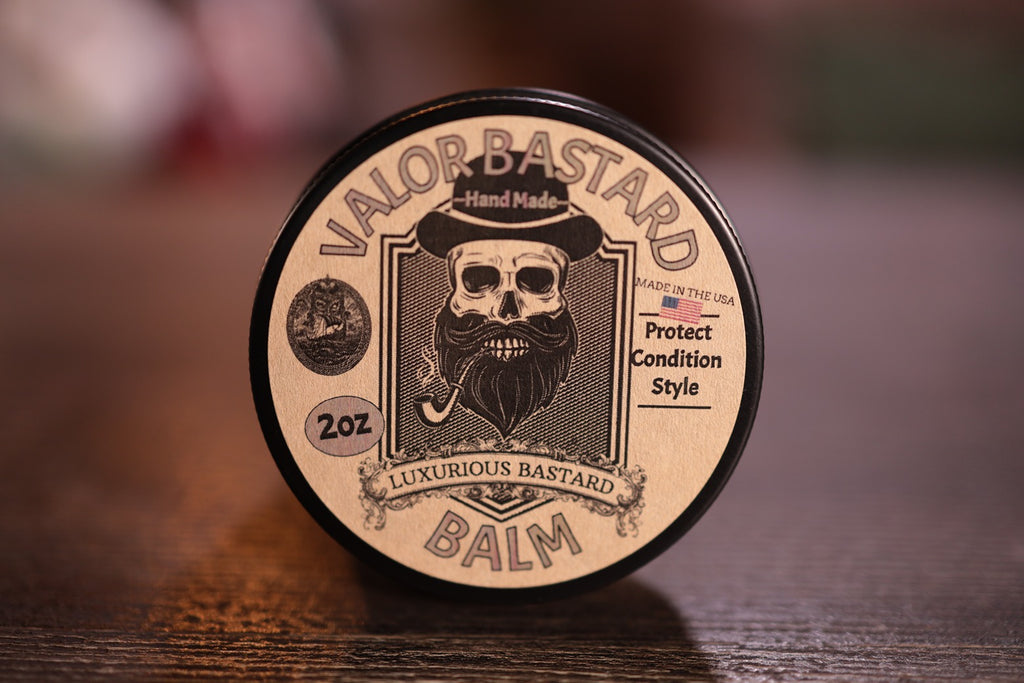 VALOR BASTARD
Hand Made
MADE IN THE USA
Protect
Condition
Style
2oz
LUXURIOUS BASTARD
BALM